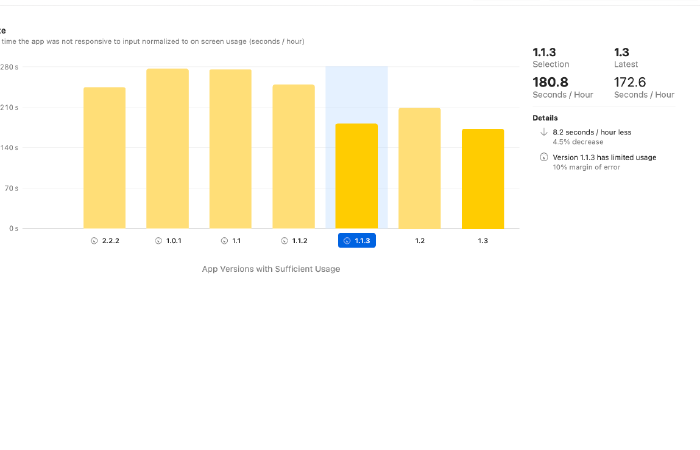 te
time the app was not responsive to input normalized to on screen usage (seconds / hour)
280 s
210 s
140 s
70 s
0 s
2.2.2
1.0.1
1.1
1.1.2
1.1.3
1.2
1.3
App Versions with Sufficient Usage
1.1.3
Selection
1.3
Latest
180.8
Seconds / Hour
172.6
Seconds / Hour
Details
8.2 seconds / hour less
4.5% decrease
Version 1.1.3 has limited usage
10% margin of error